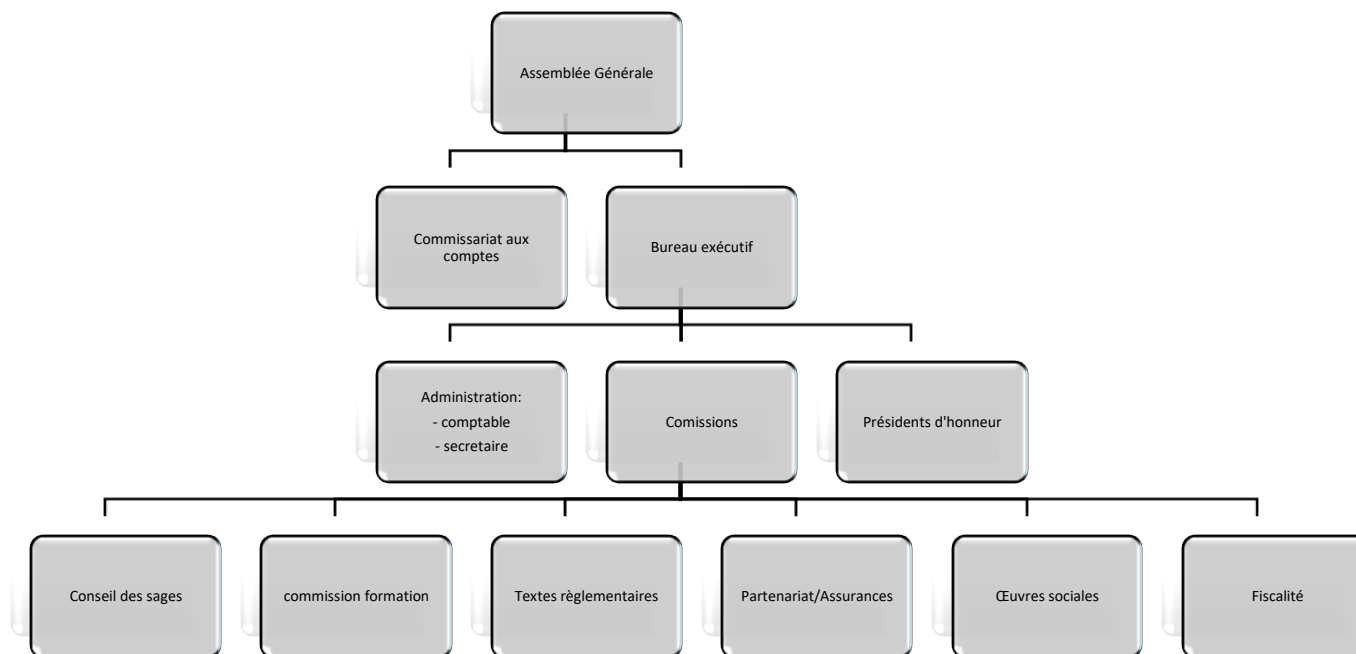 Assemblée Générale
Commissariat aux
comptes
Bureau exécutif
Administration:
- comptable
- secretaire
Comissions
Présidents d'honneur
Conseil des sages
commission formation
Textes règlementaires
Partenariat/Assurances
Œuvres sociales
Fiscalité